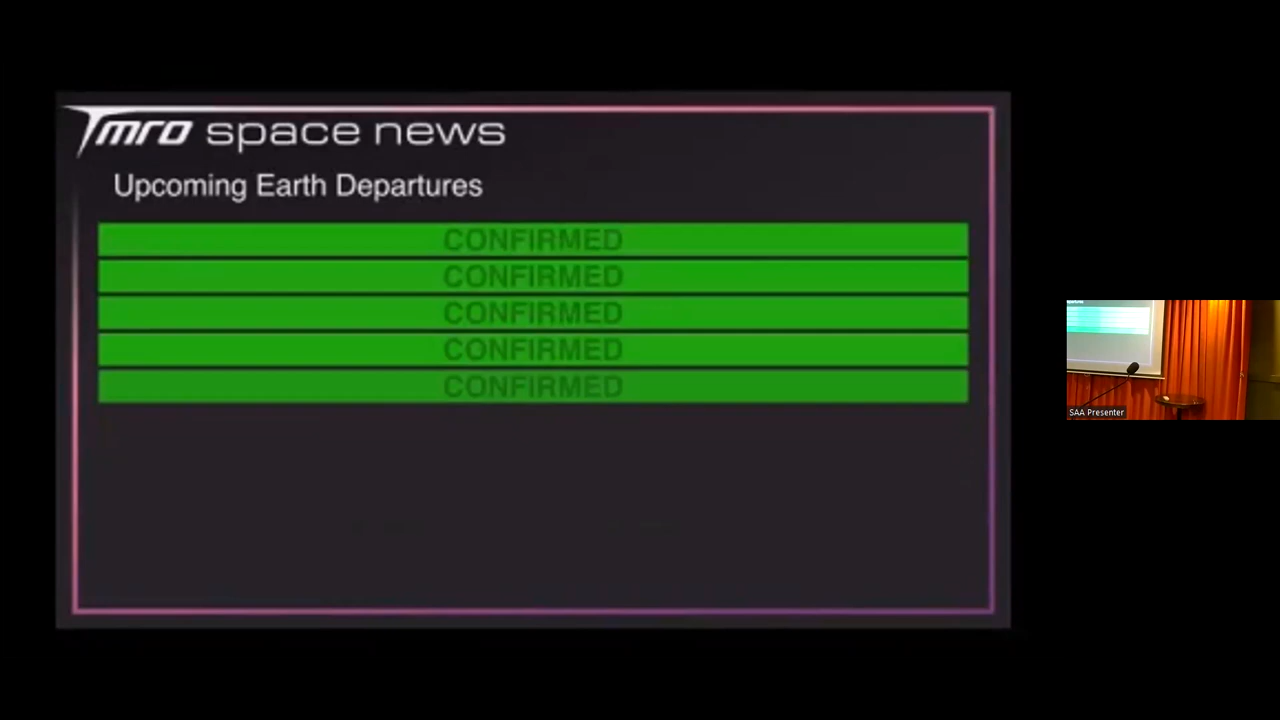 Tmro space news
Upcoming Earth Departures
CONFIRMED
CONFIRMED
CONFIRMED
CONFIRMED
CONFIRMED
SAA Presenter